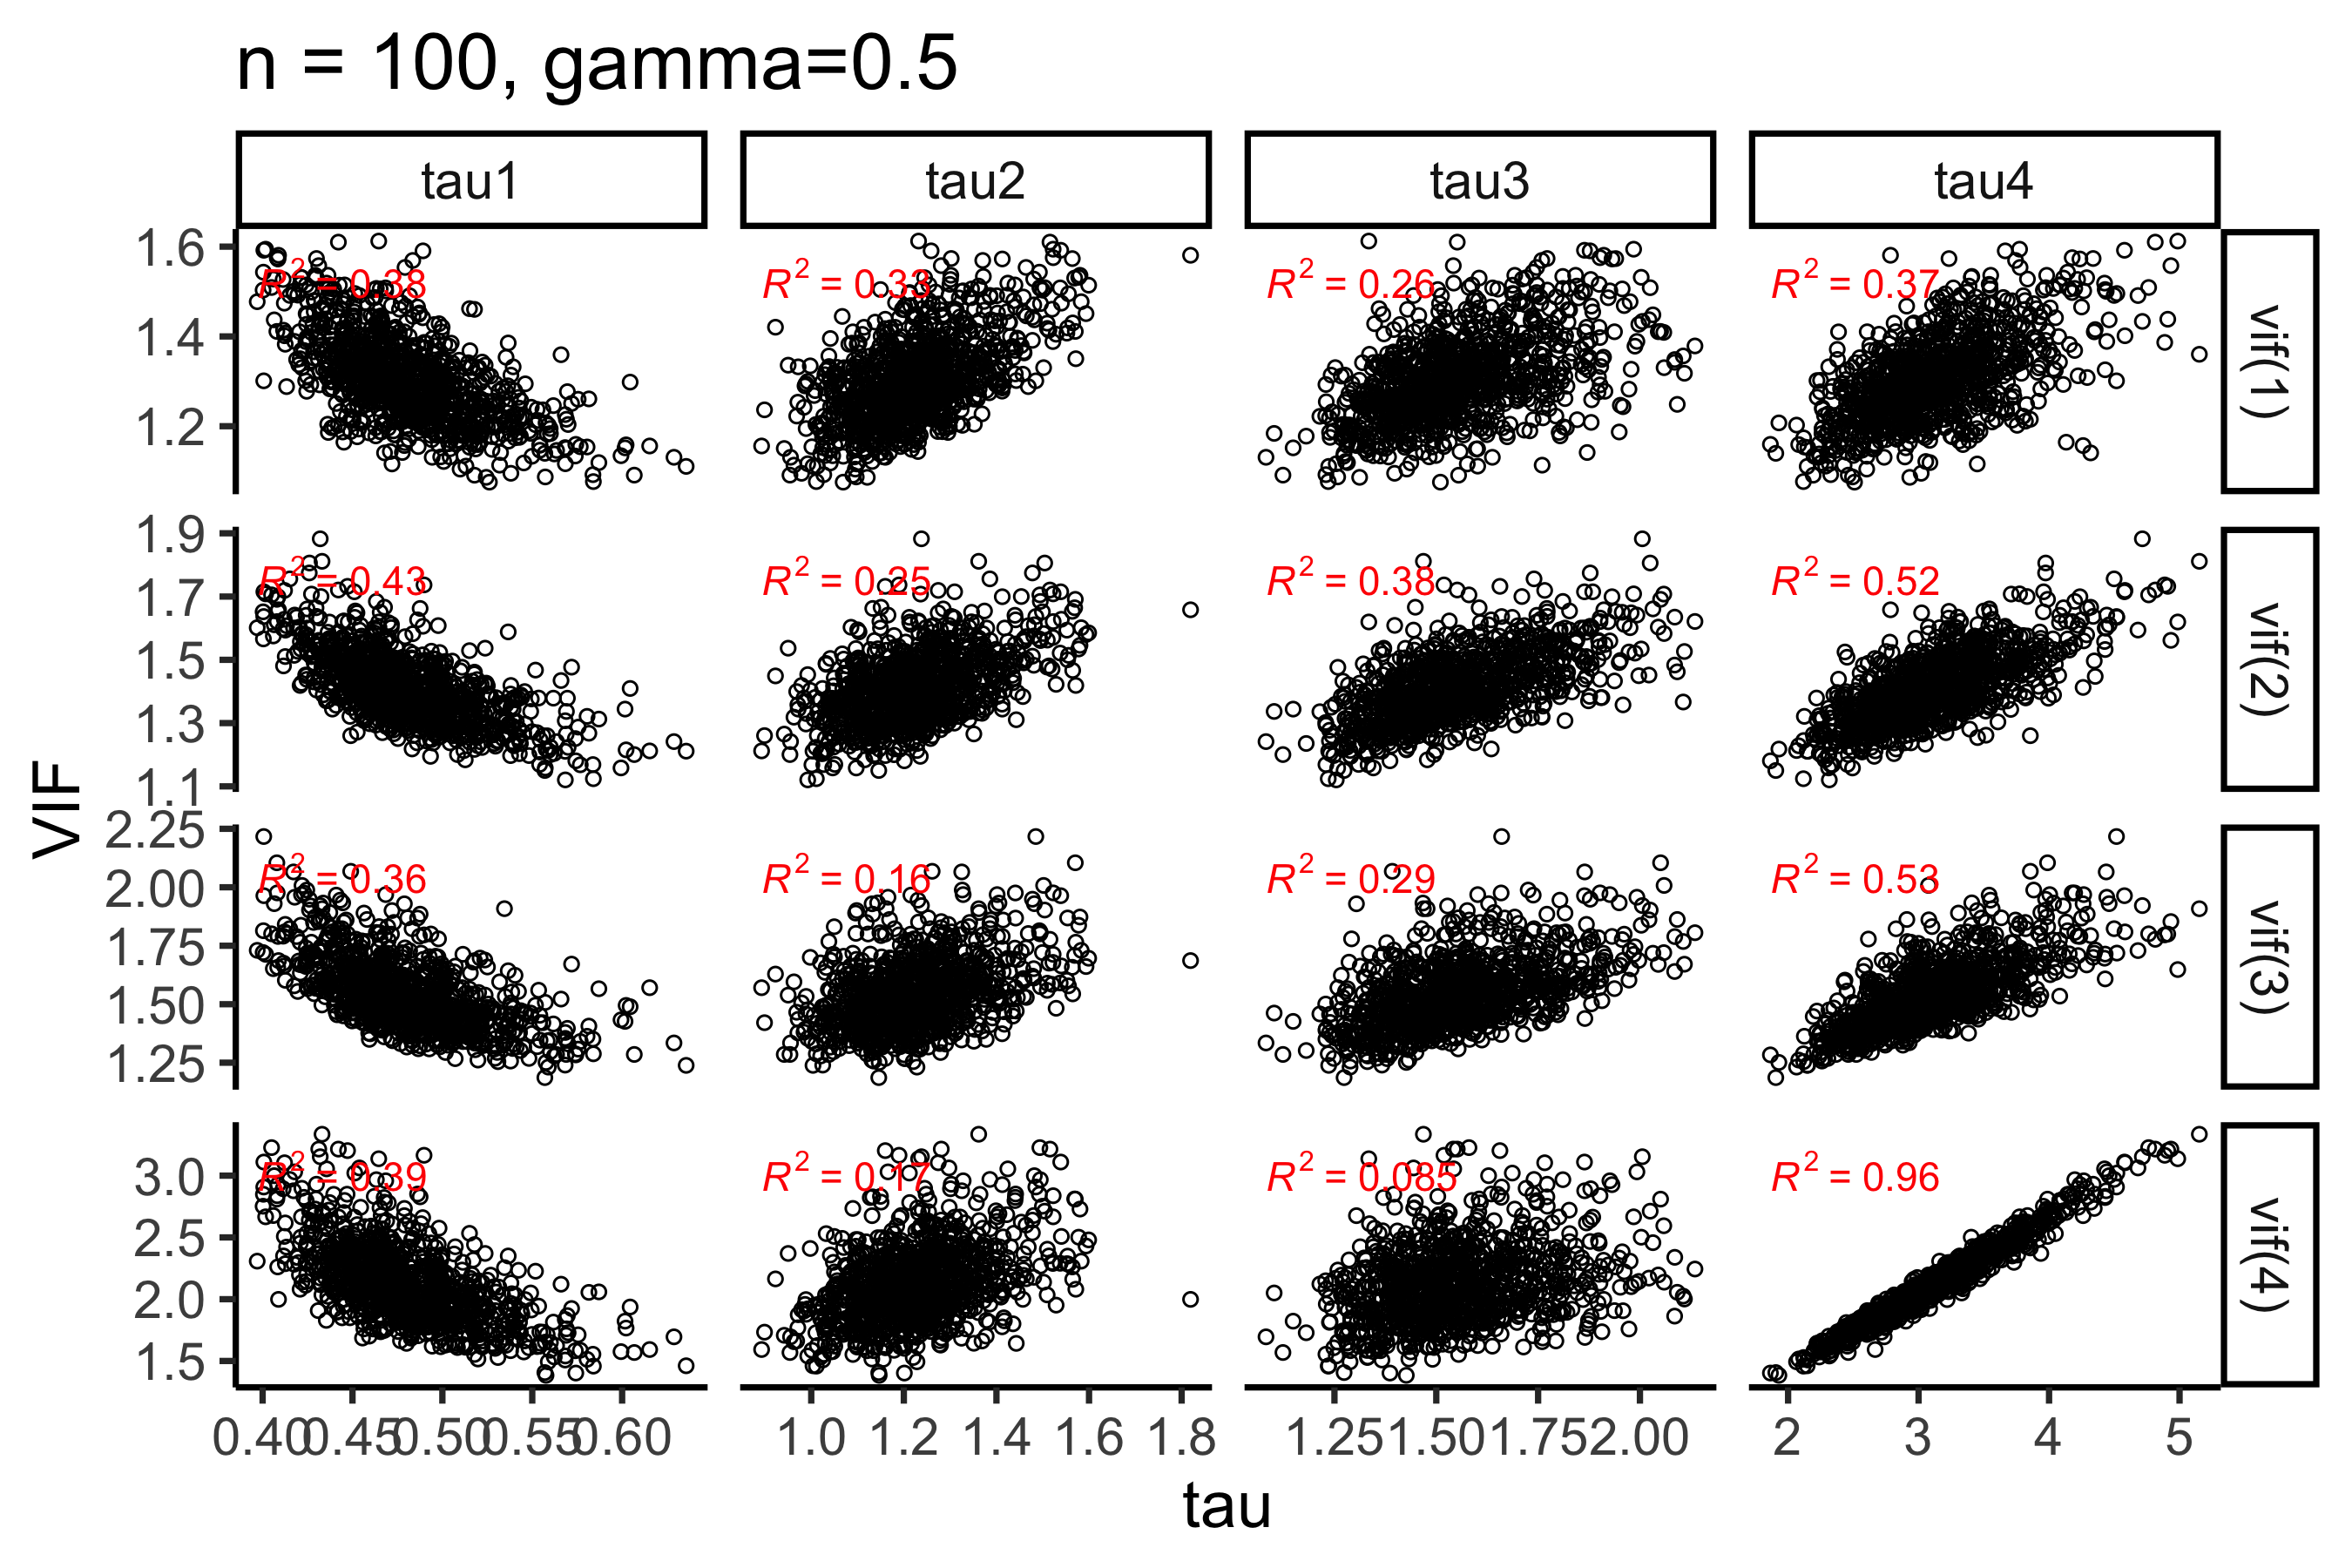 n = 100, gamma=0.5
tau1 tau2 tau3 tau4
1.6
1.4
1.2
R² = 0.38 R² = 0.33 R² = 0.26 R² = 0.37
vif(1)
1.9
1.7
1.5
1.3
1.1
R² = 0.43 R² = 0.25 R² = 0.38 R² = 0.52
vif(2)
VIF
2.25
2.00
1.75
1.50
1.25
R² = 0.36 R² = 0.16 R² = 0.29 R² = 0.53
vif(3)
3.0
2.5
2.0
1.5
R² = 0.39 R² = 0.17 R² = 0.085 R² = 0.96
vif(4)
0.40 0.45 0.50 0.55 0.60 1.0 1.2 1.4 1.6 1.8 1.25 1.50 1.75 2.00 2 3 4 5
tau